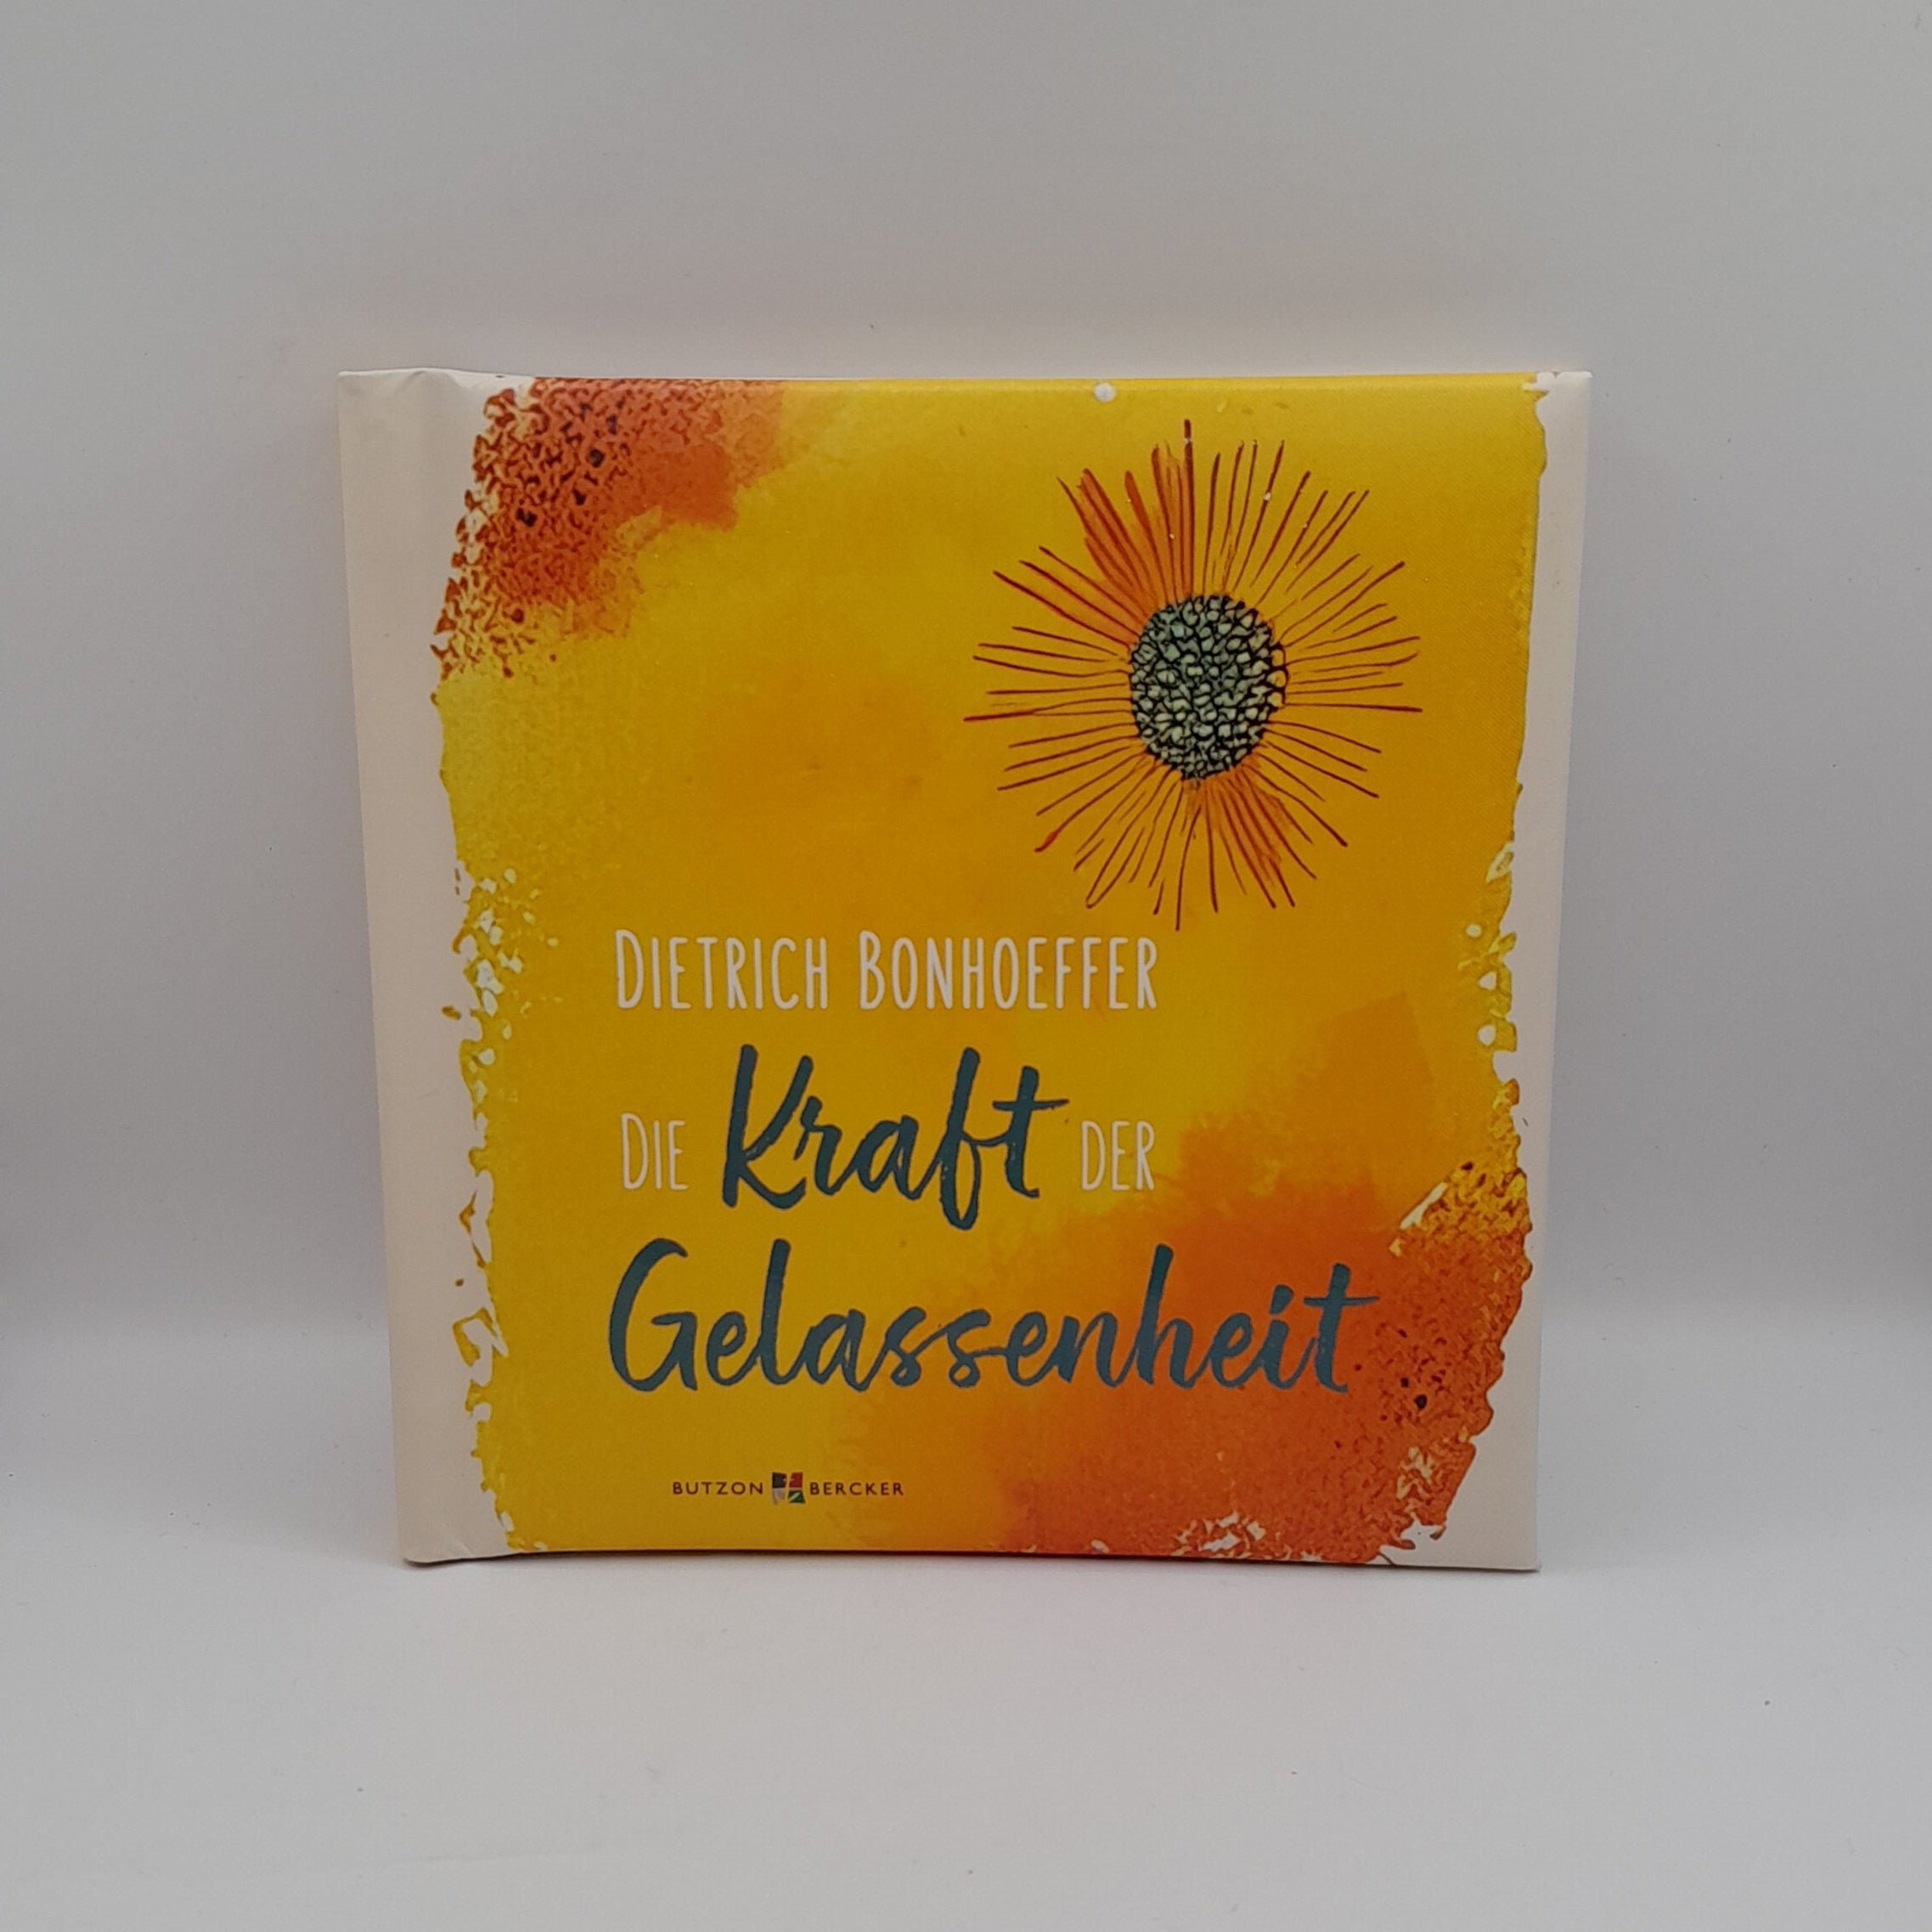 DIETRICH BONHOEFFER
DIE Kraft DER
Gelassenheit
BUTZON BERCKER